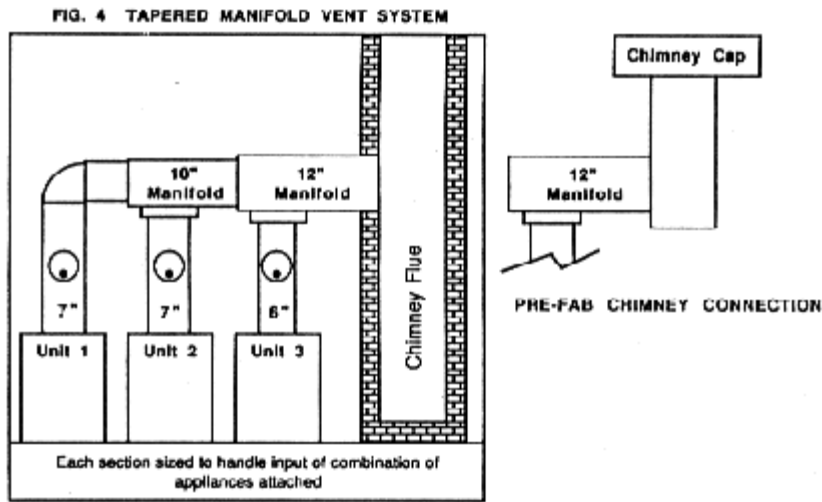 FIG. 4 TAPERED MANIFOLD VENT SYSTEM
Chimney Cap
10"
Manifold
12"
Manifold
12"
Manifold
Chimney Flue
7"
7"
6"
PRE-FAB CHIMNEY CONNECTION
Unit 1
Unit 2
Unit 3
Each section sized to handle input of combination of
appliances attached